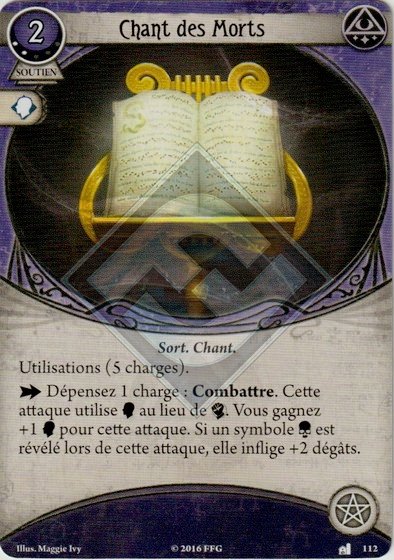 2
Chant des Morts
SOUTIEN
Sort. Chant.
Utilisations (5 charges).
Dépensez 1 charge : Combattre. Cette
attaque utilise au lieu de . Vous gagnez
+1 pour cette attaque. Si un symbole est
révélé lors de cette attaque, elle inflige +2 dégâts.
Illus. Maggie Ivy © 2016 FFG 112